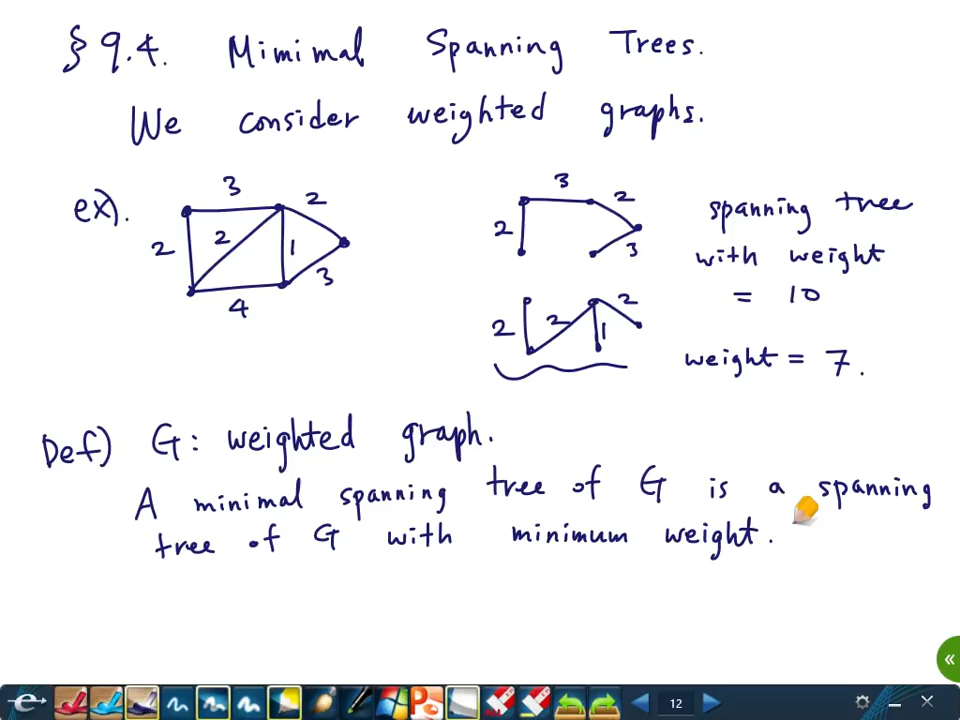 § 9.4. Mimimal Spanning Trees.
We consider weighted graphs.
ex).
3
2
2
2
1
3
4
3
2
2
3
spanning tree
with weight
= 10
2
2
1
2
weight = 7.
Def) G: weighted graph.
A minimal spanning tree of G is a spanning
tree of G with minimum weight.
12